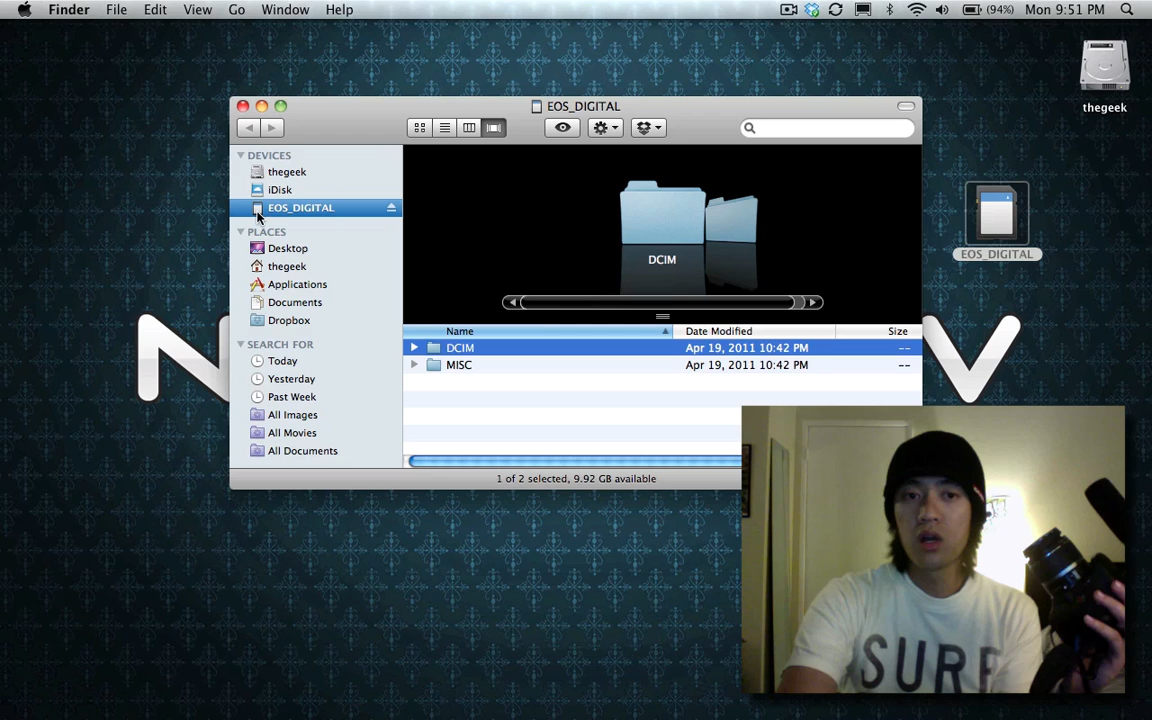 Finder File Edit View Go Window Help (94%) Mon 9:51 PM
thegeek
EOS_DIGITAL
DEVICES
thegeek
iDisk
EOS_DIGITAL
PLACES
Desktop
thegeek
Applications
Documents
Dropbox
SEARCH FOR
Today
Yesterday
Past Week
All Images
All Movies
All Documents
DCIM
Name Date Modified Size
DCIM Apr 19, 2011 10:42 PM --
MISC Apr 19, 2011 10:42 PM --
1 of 2 selected, 9.92 GB available
EOS_DIGITAL
N V
SURF